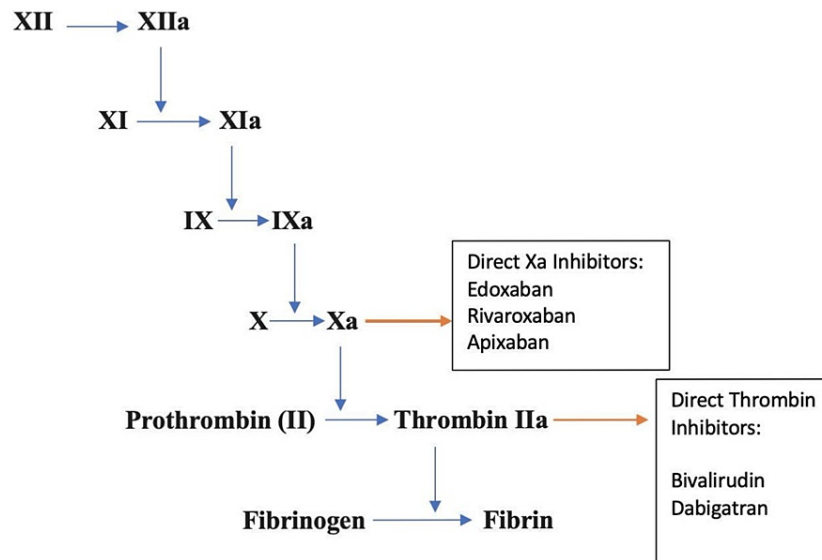 XII XIIa
XI XIa
IX IXa
Direct Xa Inhibitors:
Edoxaban
Rivaroxaban
Apixaban
X Xa
Prothrombin (II) Thrombin IIa
Direct Thrombin
Inhibitors:
Bivalirudin
Dabigatran
Fibrinogen Fibrin